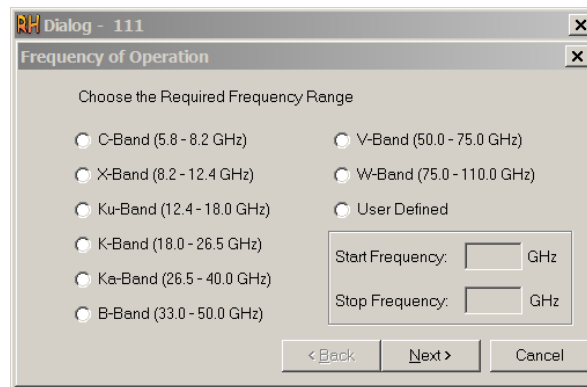 RH Dialog - 111
Frequency of Operation
Choose the Required Frequency Range
C-Band (5.8 - 8.2 GHz)
X-Band (8.2 - 12.4 GHz)
Ku-Band (12.4 - 18.0 GHz)
K-Band (18.0 - 26.5 GHz)
Ka-Band (26.5 - 40.0 GHz)
B-Band (33.0 - 50.0 GHz)
V-Band (50.0 - 75.0 GHz)
W-Band (75.0 - 110.0 GHz)
User Defined
Start Frequency: GHz
Stop Frequency: GHz
< Back Next > Cancel